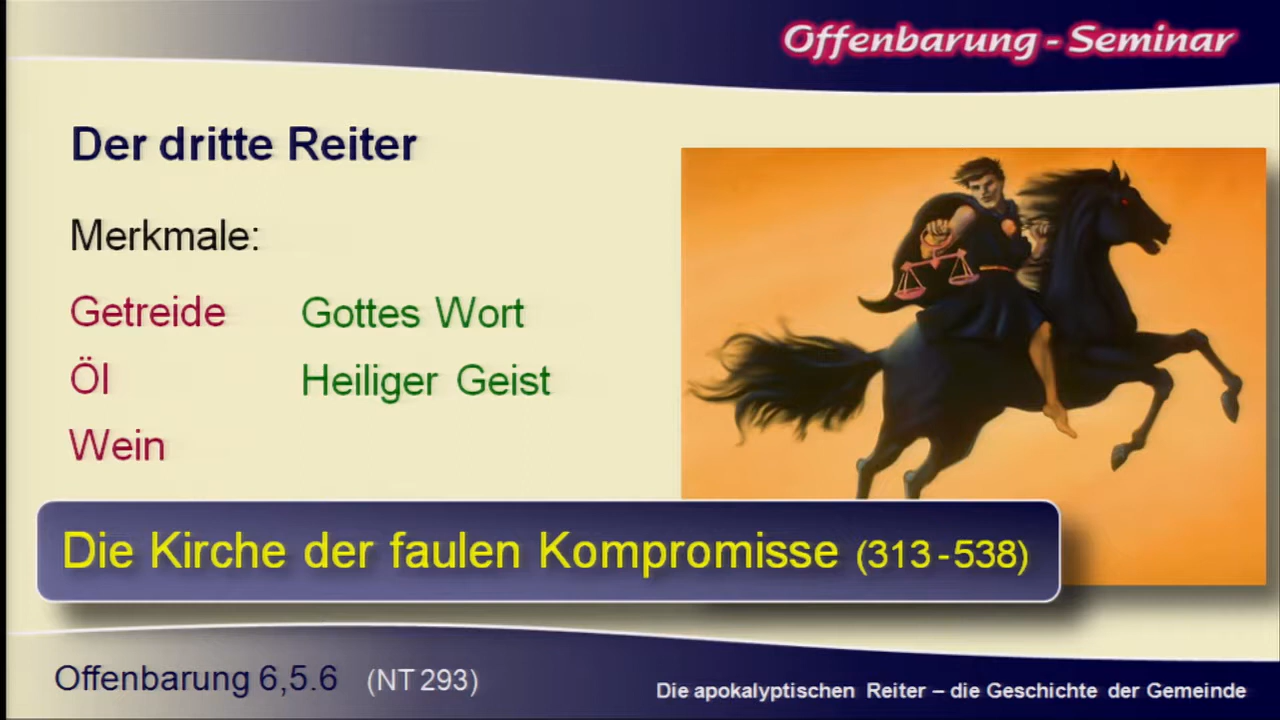 Offenbarung - Seminar
Der dritte Reiter
Merkmale:
Getreide Gottes Wort
Öl Heiliger Geist
Wein
Die Kirche der faulen Kompromisse (313-538)
Offenbarung 6,5.6 (NT 293)
Die apokalyptischen Reiter – die Geschichte der Gemeinde